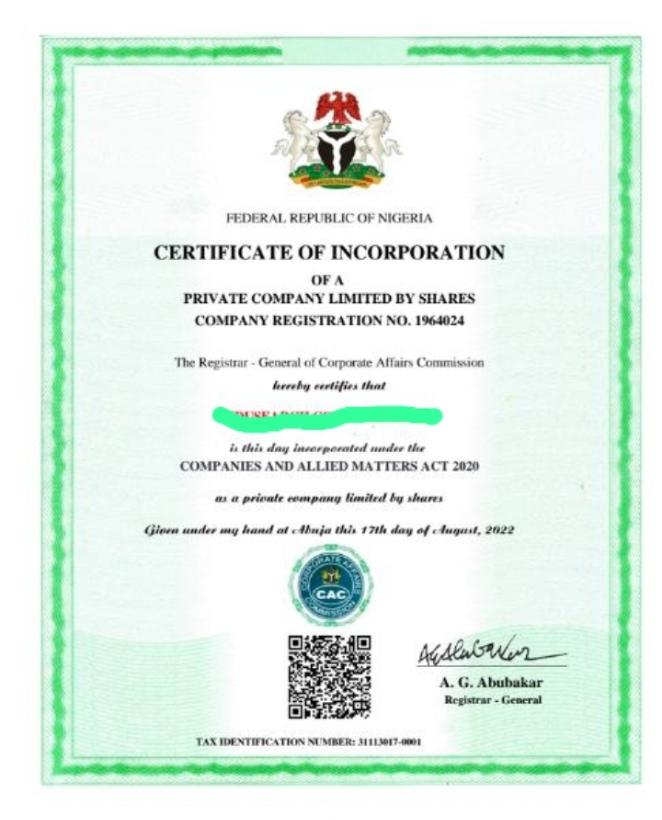 FEDERAL REPUBLIC OF NIGERIA
CERTIFICATE OF INCORPORATION
OF A
PRIVATE COMPANY LIMITED BY SHARES
COMPANY REGISTRATION NO. 1964024
The Registrar - General of Corporate Affairs Commission
hereby certifies that
is this day incorporated under the
COMPANIES AND ALLIED MATTERS ACT 2020
as a private company limited by shares
Given under my hand at Abuja this 17th day of August, 2022
CORPORATE AFFAIRS
CAC
COMMISSION
A. G. Abubakar
Registrar - General
TAX IDENTIFICATION NUMBER: 31113017-0001